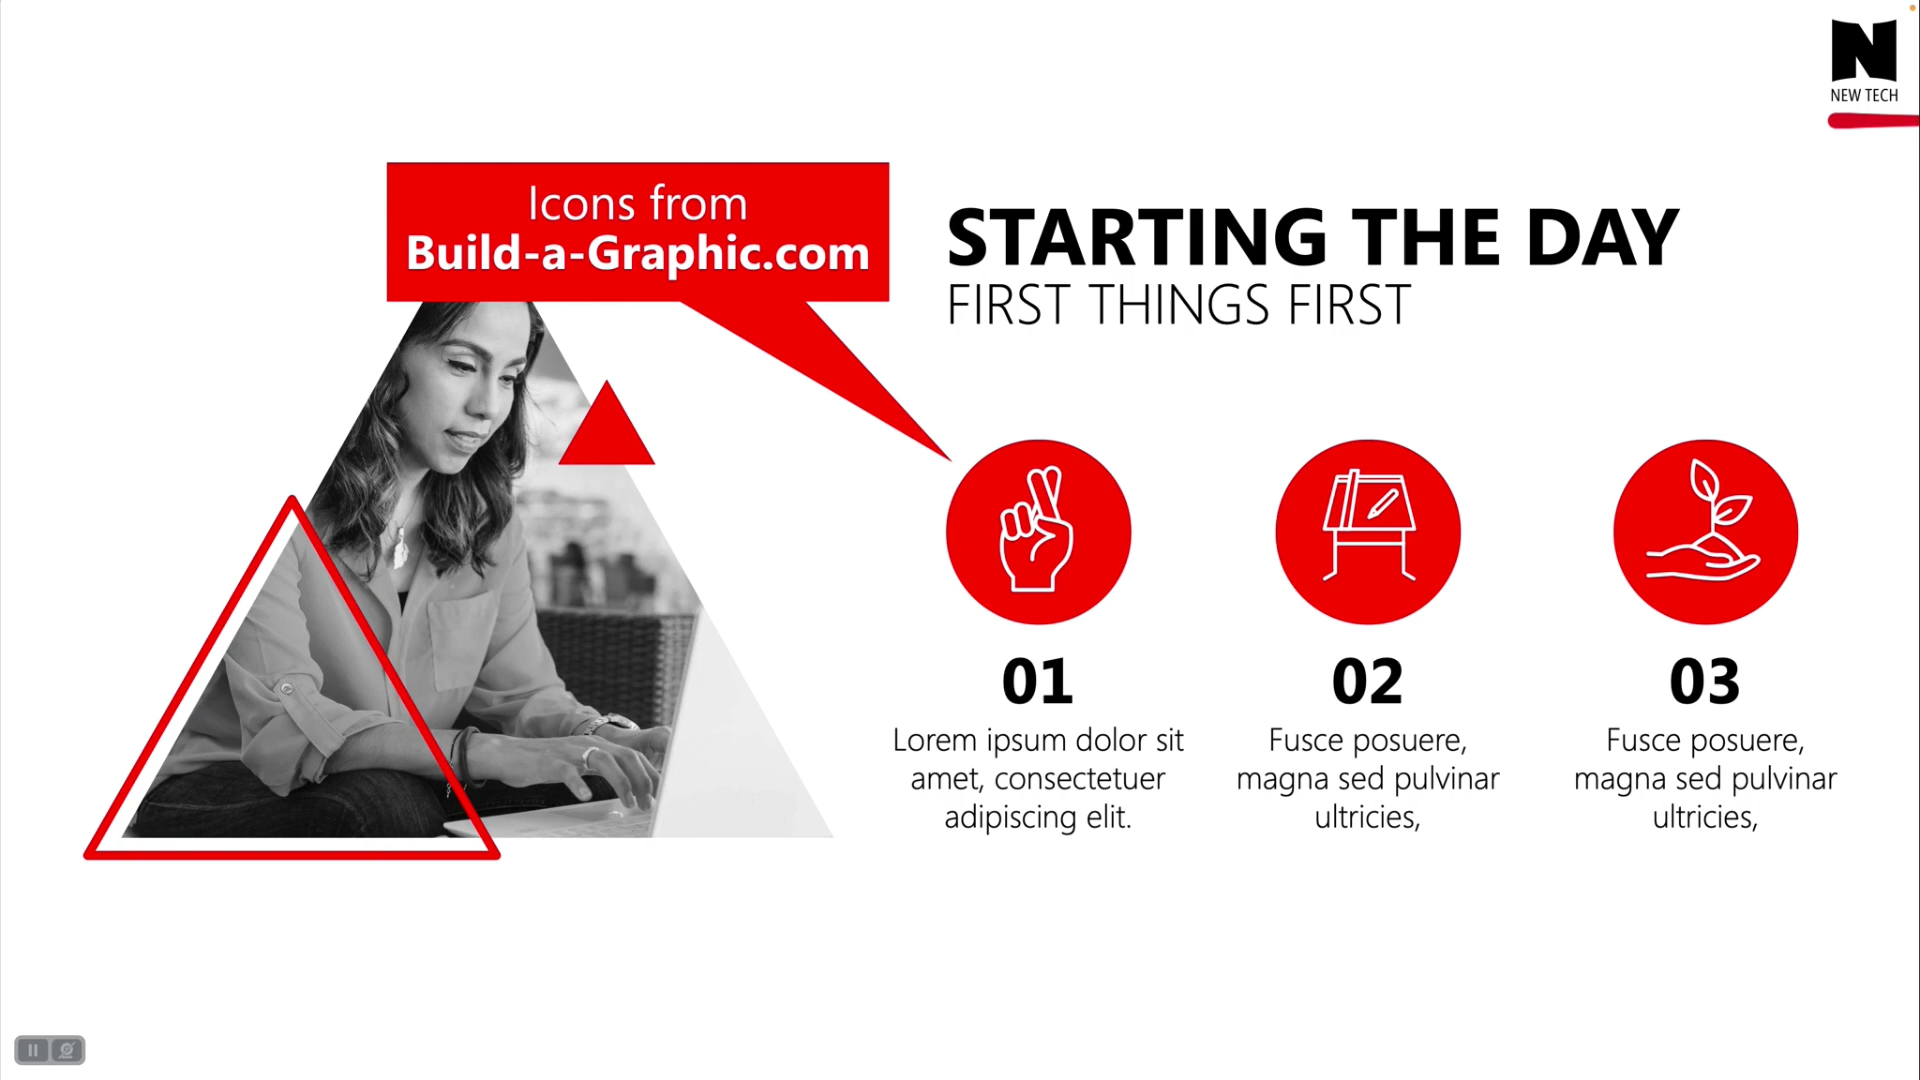 NEW TECH
Icons from
Build-a-Graphic.com
STARTING THE DAY
FIRST THINGS FIRST
01
Lorem ipsum dolor sit
amet, consectetuer
adipiscing elit.
02
Fusce posuere,
magna sed pulvinar
ultricies,
03
Fusce posuere,
magna sed pulvinar
ultricies,